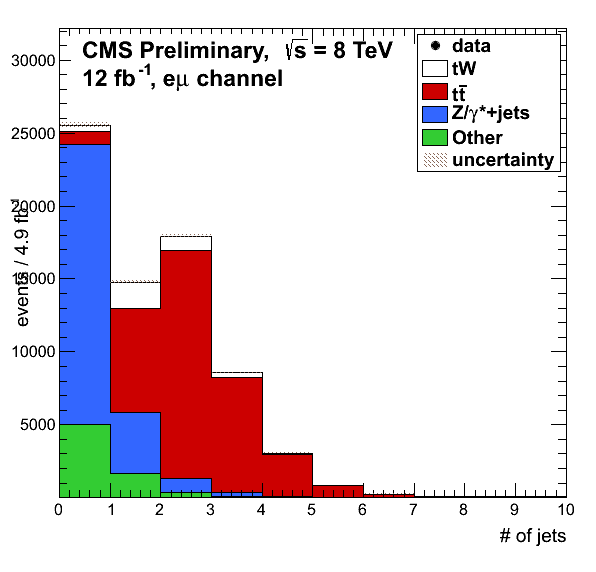 CMS Preliminary, √s = 8 TeV
12 fb⁻¹, eμ channel
data
tW
tt̄
Z/γ*+jets
Other
uncertainty
30000
25000
20000
15000
10000
5000
events / 4.9 fb⁻¹
0 1 2 3 4 5 6 7 8 9 10
# of jets